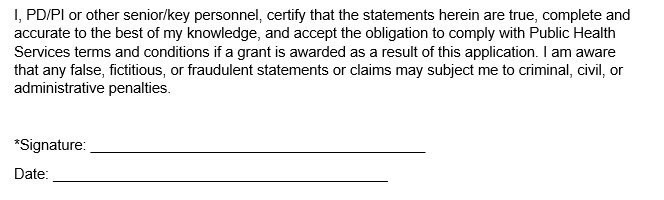 I, PD/PI or other senior/key personnel, certify that the statements herein are true, complete and
accurate to the best of my knowledge, and accept the obligation to comply with Public Health
Services terms and conditions if a grant is awarded as a result of this application. I am aware
that any false, fictitious, or fraudulent statements or claims may subject me to criminal, civil, or
administrative penalties.
*Signature: ____________________
Date: ____________________